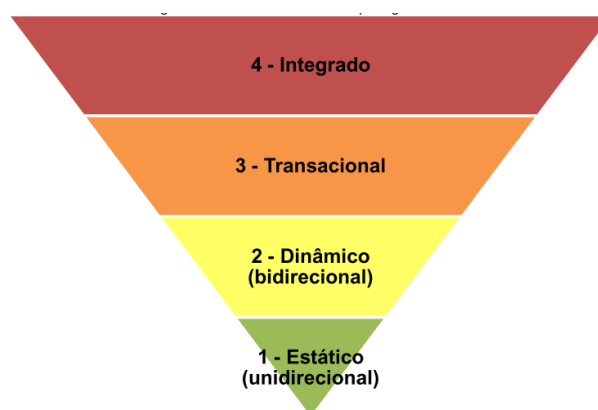 4 - Integrado
3 - Transacional
2 - Dinâmico
(bidirecional)
1 - Estático
(unidirecional)